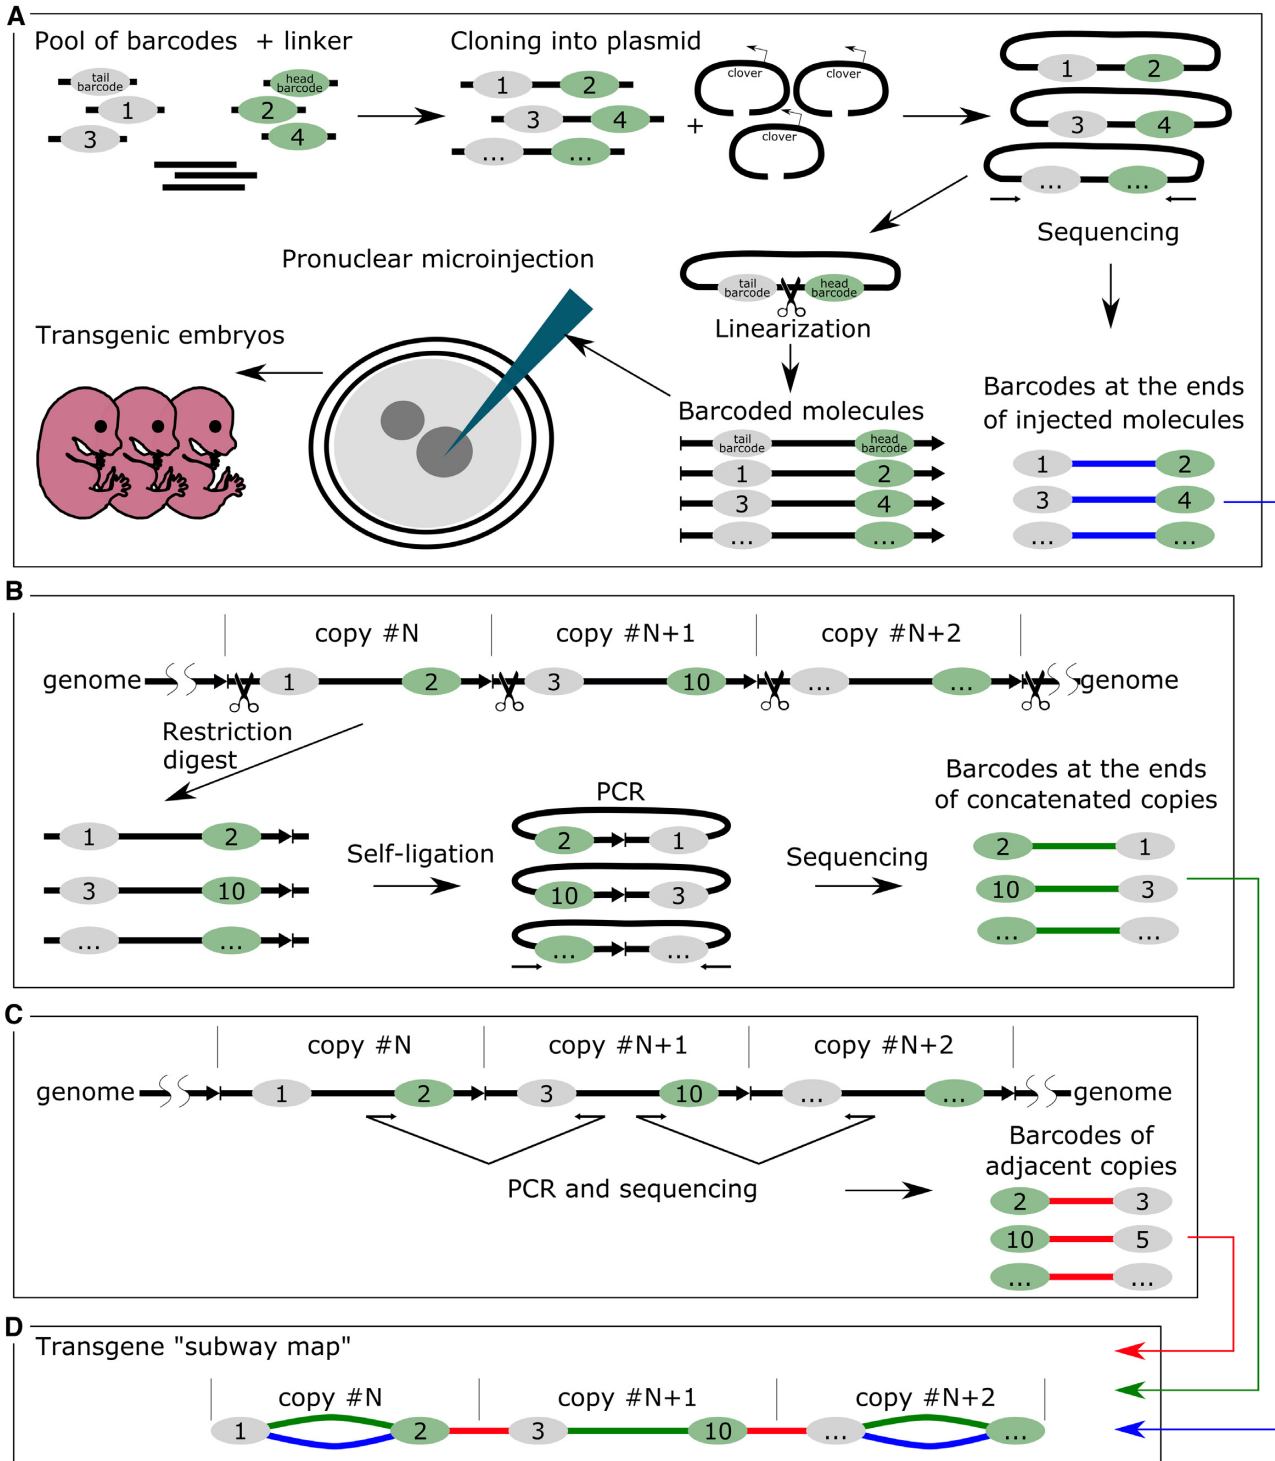 A
Pool of barcodes + linker
Cloning into plasmid
tail
barcode
head
barcode
1
2
3
4
1 2
3 4
... ...
+
clover
clover
clover
1 2
3 4
... ...
Sequencing
Pronuclear microinjection
tail
barcode
head
barcode
Linearization
Transgenic embryos
Barcoded molecules
tail
barcode
head
barcode
1 2
3 4
... ...
Barcodes at the ends
of injected molecules
1 2
3 4
... ...
B
copy #N copy #N+1 copy #N+2
genome 1 2 3 10 ... ... genome
Restriction
digest
1 2
3 10
... ...
Self-ligation
PCR
2 1
10 3
... ...
Sequencing
Barcodes at the ends
of concatenated copies
2 1
10 3
... ...
C
copy #N copy #N+1 copy #N+2
genome 1 2 3 10 ... ... genome
PCR and sequencing
Barcodes of
adjacent copies
2 3
10 5
... ...
D
Transgene "subway map"
copy #N copy #N+1 copy #N+2
1 2 3 10 ... ...